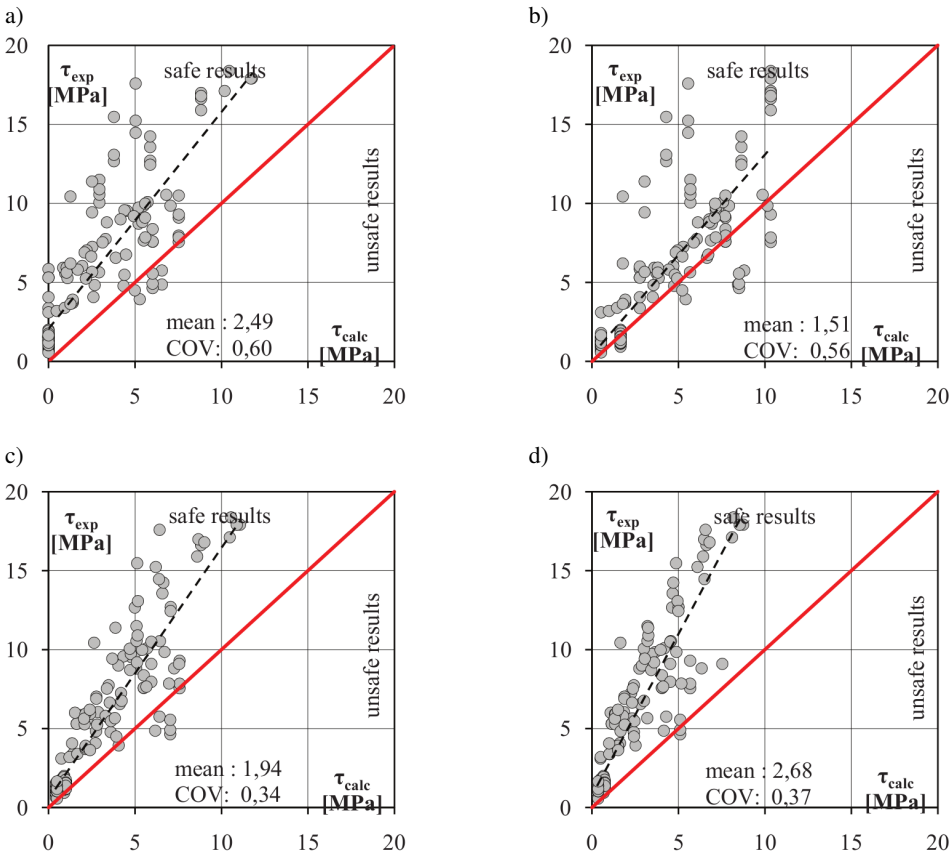 a)
20
15
10
5
0
τexp
[MPa]
safe results
unsafe results
mean : 2,49
COV: 0,60
τcalc
[MPa]
0 5 10 15 20
b)
20
15
10
5
0
τexp
[MPa]
safe results
unsafe results
mean : 1,51
COV: 0,56
τcalc
[MPa]
0 5 10 15 20
c)
20
15
10
5
0
τexp
[MPa]
safe results
unsafe results
mean : 1,94
COV: 0,34
τcalc
[MPa]
0 5 10 15 20
d)
20
15
10
5
0
τexp
[MPa]
safe results
unsafe results
mean : 2,68
COV: 0,37
τcalc
[MPa]
0 5 10 15 20